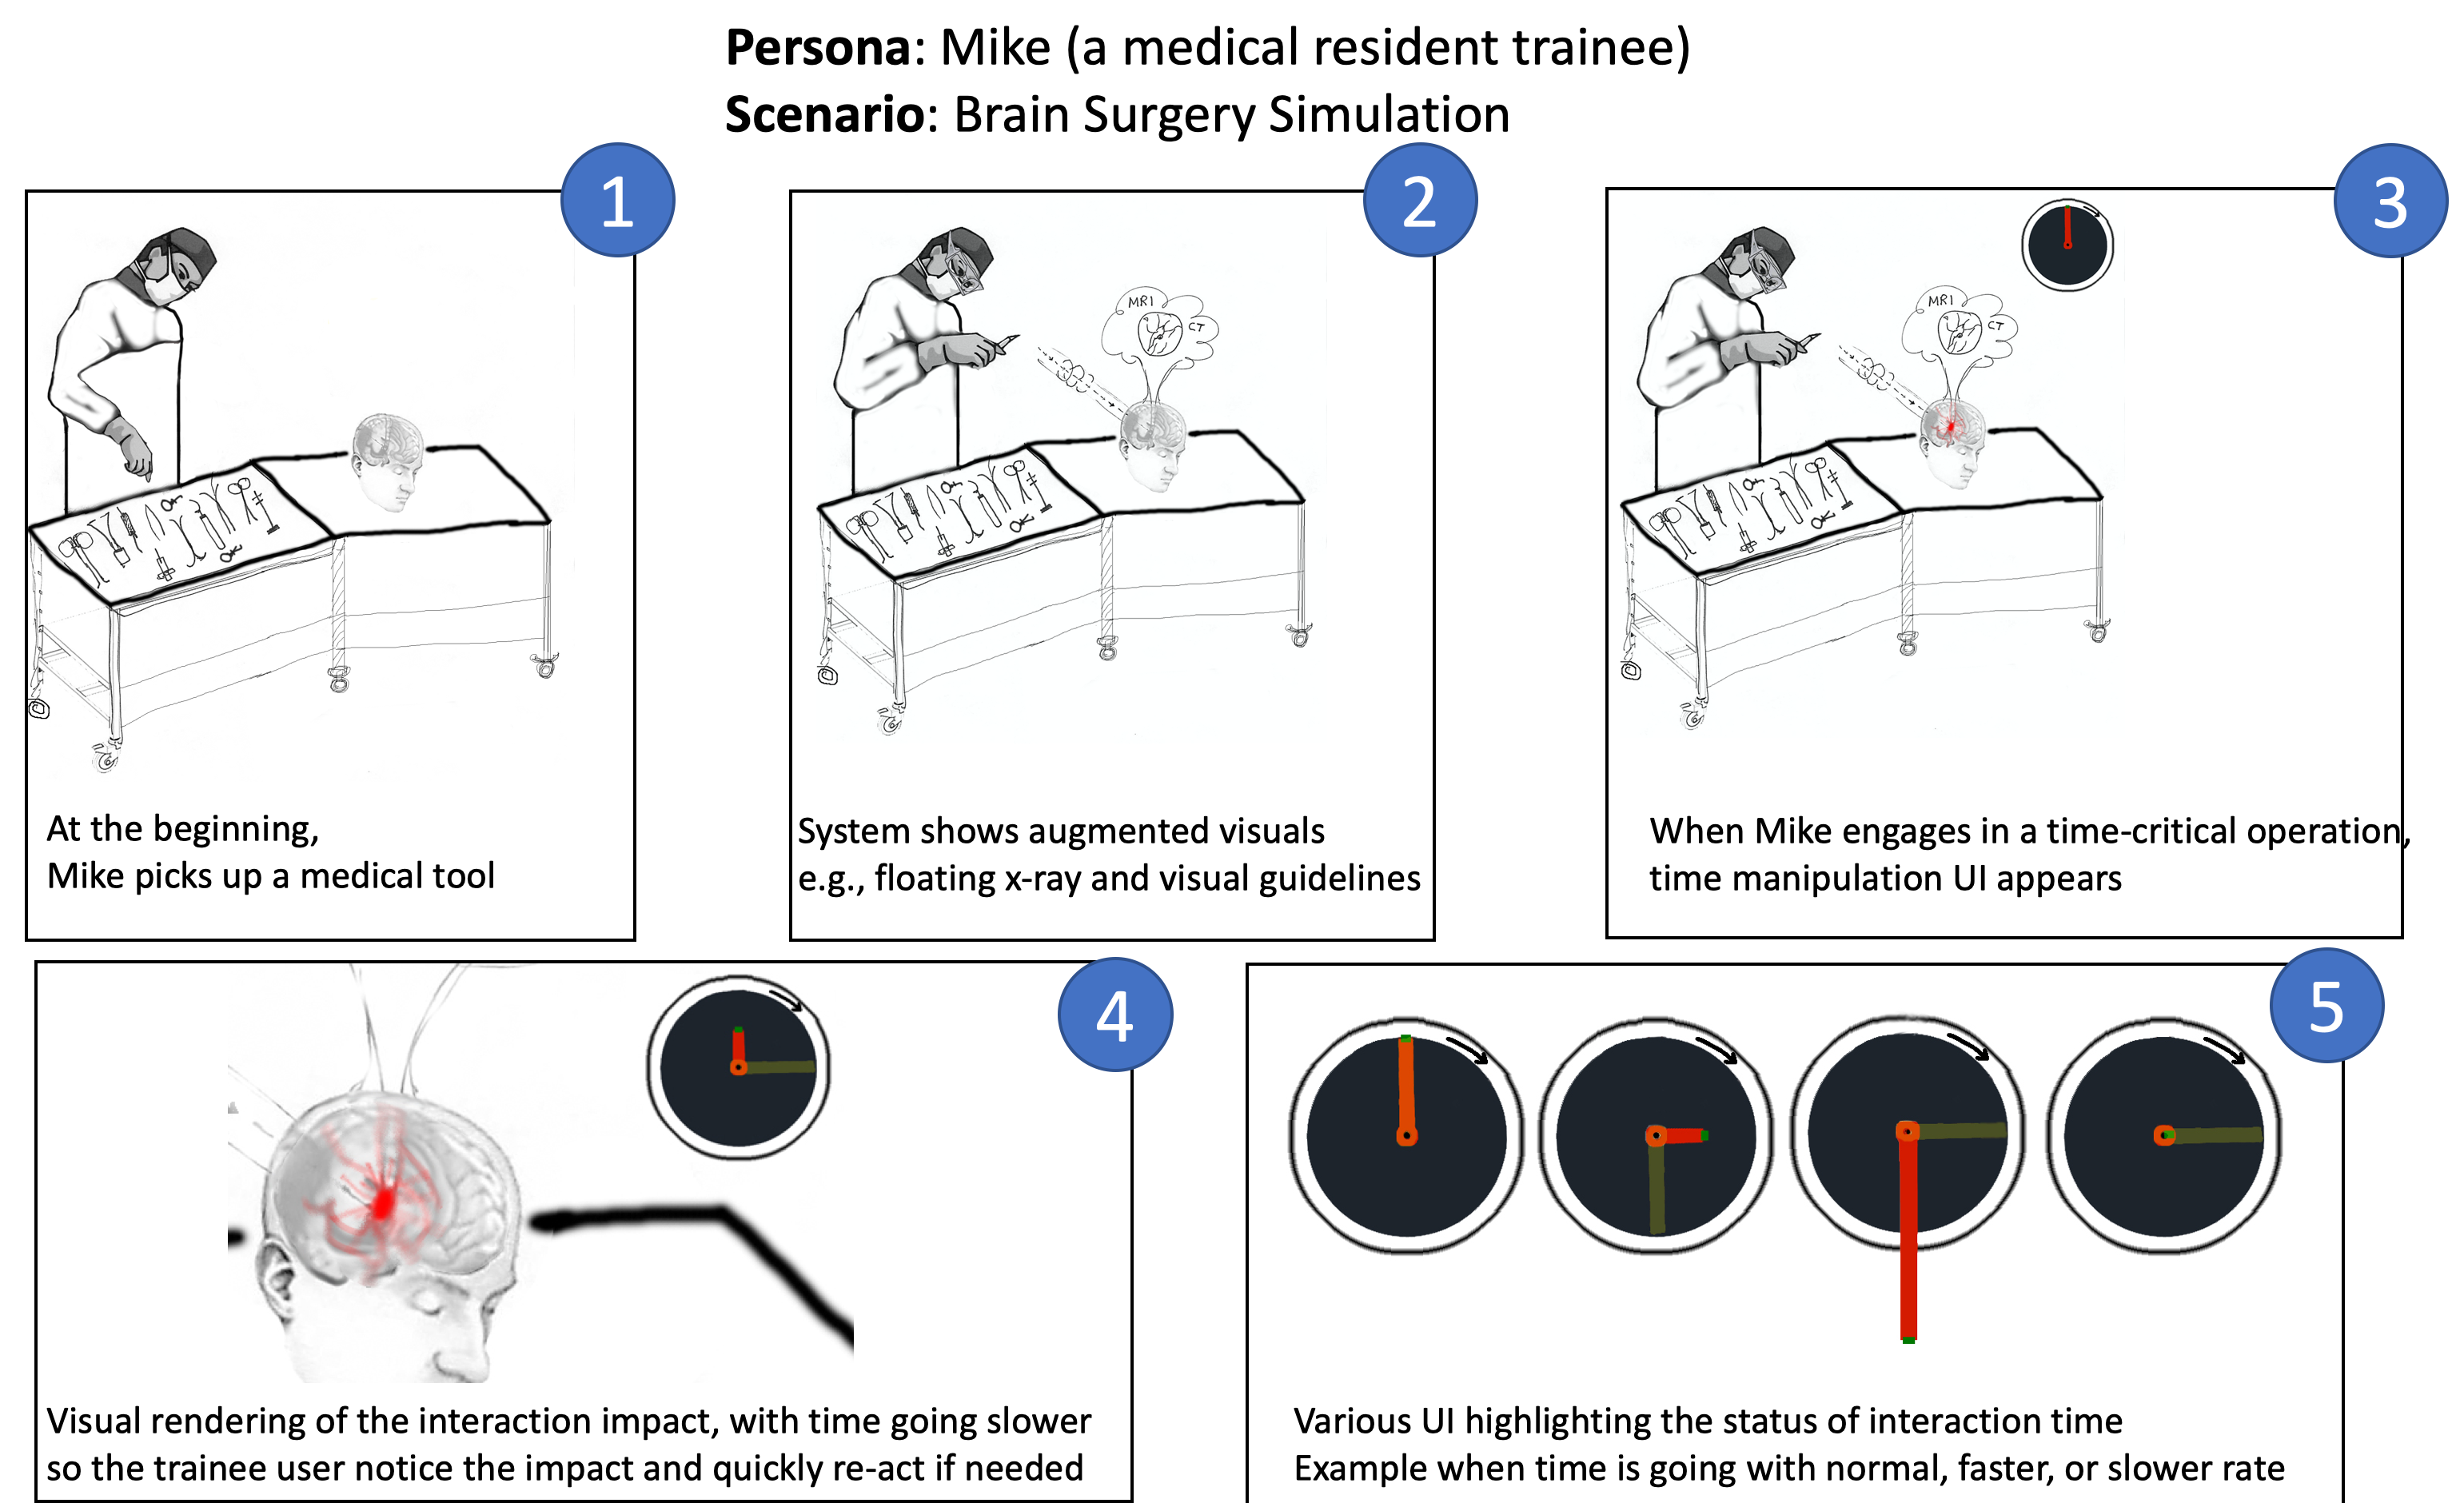 Persona: Mike (a medical resident trainee)
Scenario: Brain Surgery Simulation
1
At the beginning,
Mike picks up a medical tool
2
MRI
CT
System shows augmented visuals
e.g., floating x-ray and visual guidelines
3
MRI
CT
When Mike engages in a time-critical operation,
time manipulation UI appears
4
Visual rendering of the interaction impact, with time going slower
so the trainee user notice the impact and quickly re-act if needed
5
Various UI highlighting the status of interaction time
Example when time is going with normal, faster, or slower rate